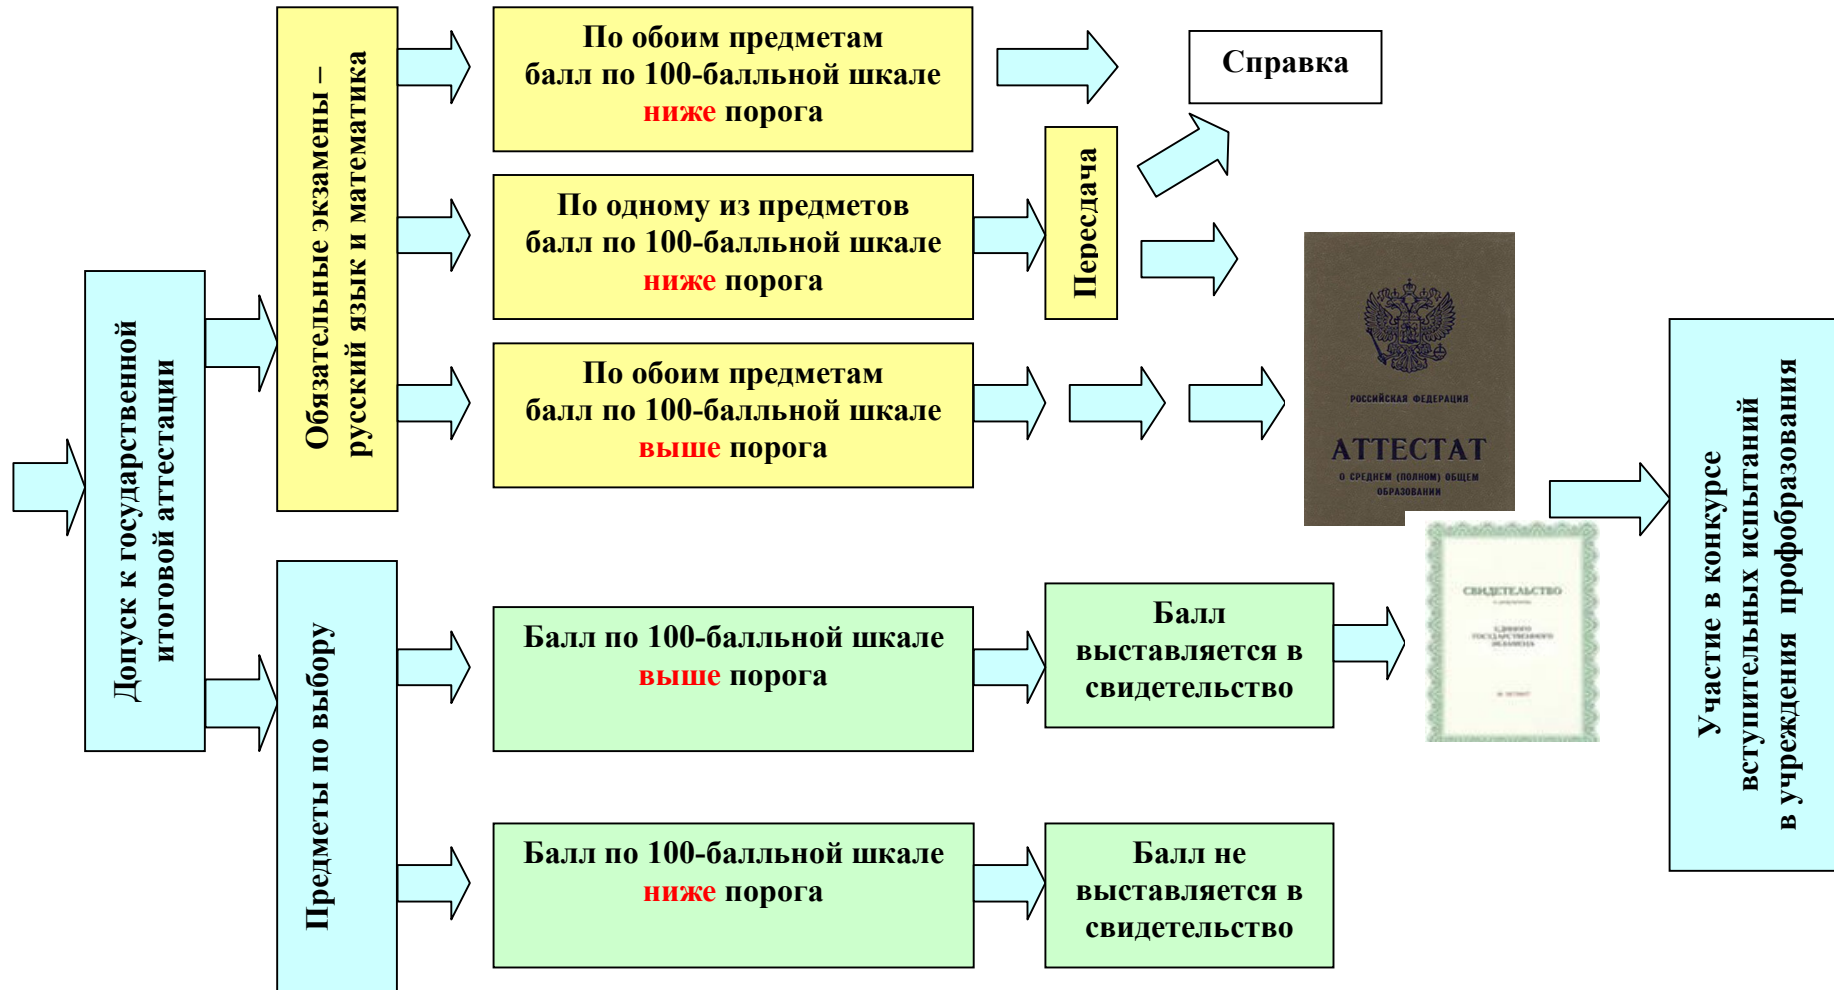 Допуск к государственной
итоговой аттестации
Обязательные экзамены –
русский язык и математика
По обоим предметам
балл по 100-балльной шкале
ниже порога
Справка
По одному из предметов
балл по 100-балльной шкале
ниже порога
Пересдача
По обоим предметам
балл по 100-балльной шкале
выше порога
РОССИЙСКАЯ ФЕДЕРАЦИЯ
АТТЕСТАТ
О СРЕДНЕМ (ПОЛНОМ) ОБЩЕМ
ОБРАЗОВАНИИ
Предметы по выбору
Балл по 100-балльной шкале
выше порога
Балл
выставляется в
свидетельство
СВИДЕТЕЛЬСТВО
ЕДИНОГО
ГОСУДАРСТВЕННОГО
ЭКЗАМЕНА
Балл по 100-балльной шкале
ниже порога
Балл не
выставляется в
свидетельство
Участие в конкурсе
вступительных испытаний
в учреждения профобразования